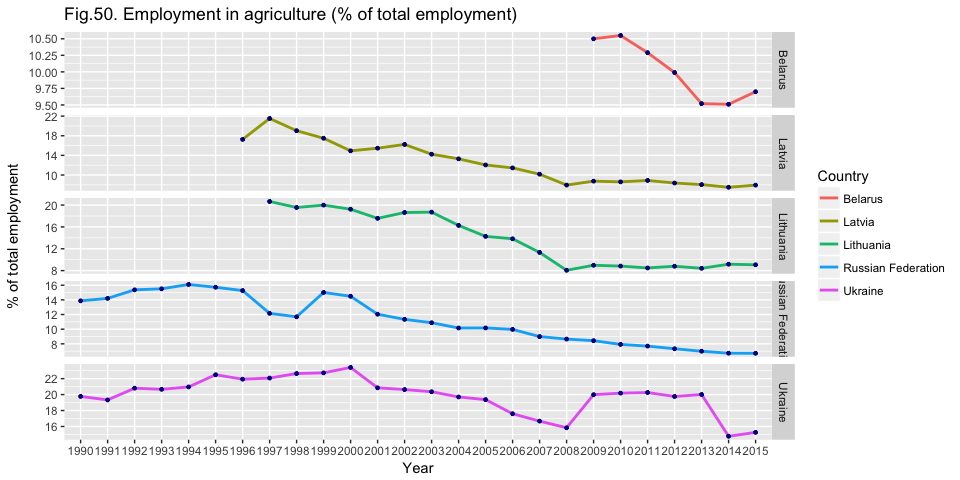 Fig.50. Employment in agriculture (% of total employment)
10.50
10.25
10.00
9.75
9.50
Belarus
22
18
14
10
Latvia
20
16
12
8
Lithuania
16
14
12
10
8
ssian Federati
22
20
18
16
Ukraine
% of total employment
1990 1991 1992 1993 1994 1995 1996 1997 1998 1999 2000 2001 2002 2003 2004 2005 2006 2007 2008 2009 2010 2011 2012 2013 2014 2015
Year
Country
Belarus
Latvia
Lithuania
Russian Federation
Ukraine